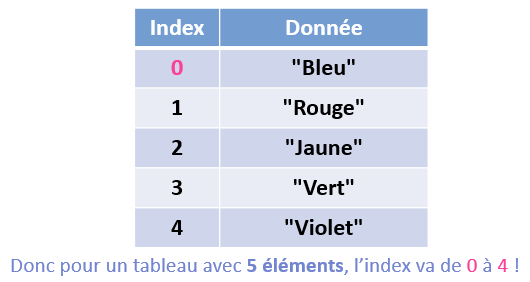 Index Donnée
0 "Bleu"
1 "Rouge"
2 "Jaune"
3 "Vert"
4 "Violet"
Donc pour un tableau avec 5 éléments, l’index va de 0 à 4 !